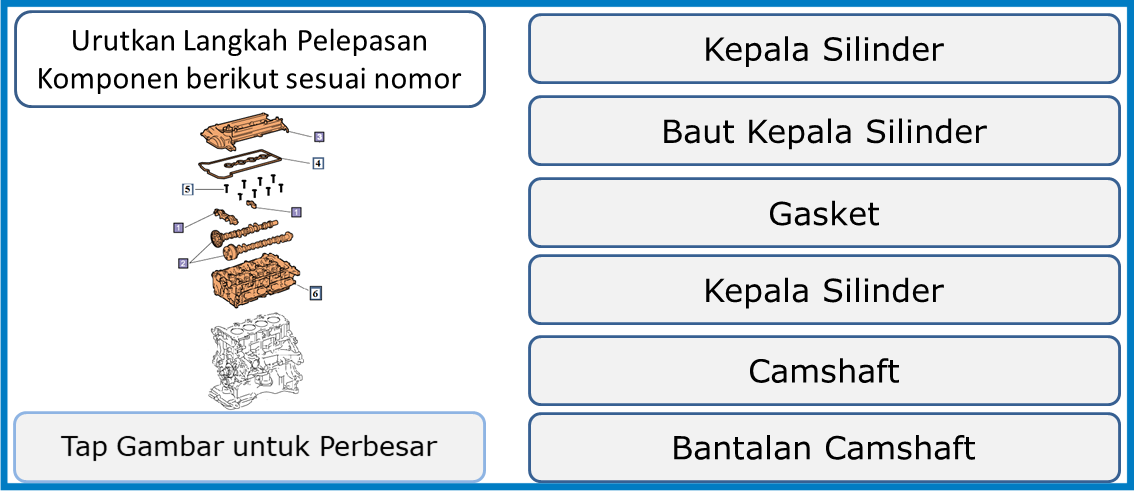 Urutkan Langkah Pelepasan
Komponen berikut sesuai nomor
3
4
5
1
1
2
6
Tap Gambar untuk Perbesar
Kepala Silinder
Baut Kepala Silinder
Gasket
Kepala Silinder
Camshaft
Bantalan Camshaft